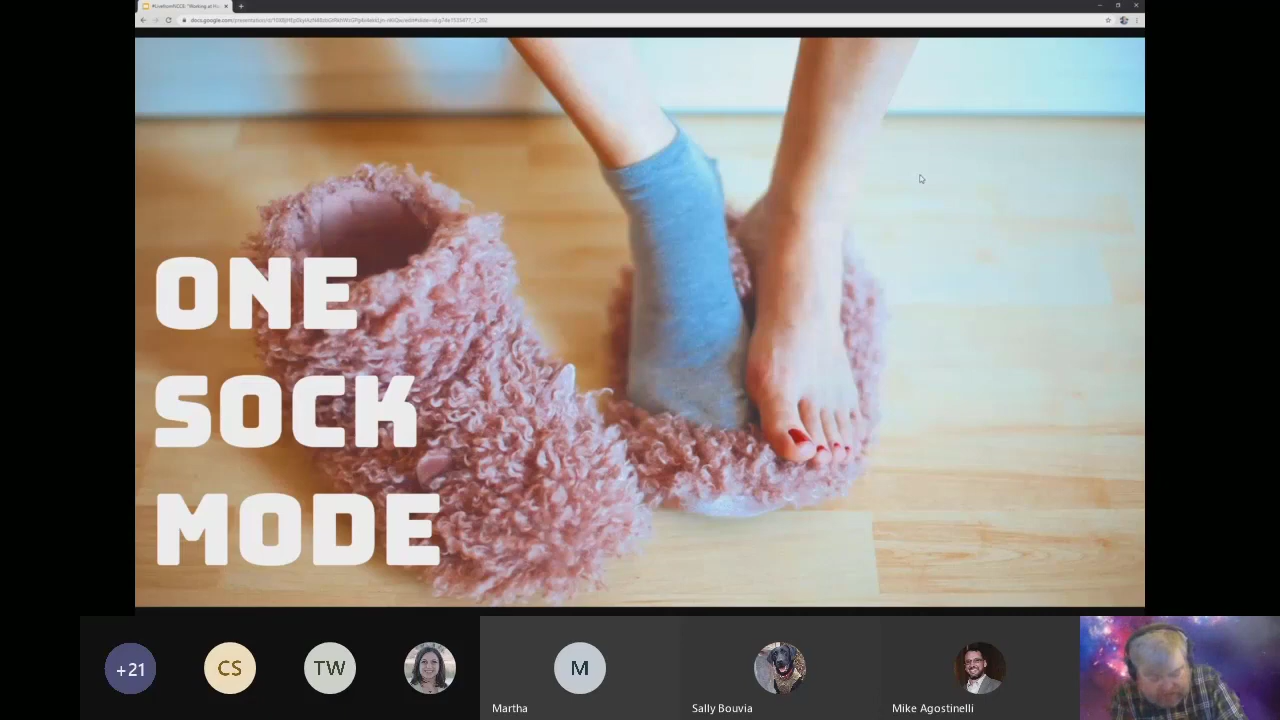 ONE
SOCK
MODE
+21
CS
TW
M
Martha
Sally Bouvia
Mike Agostinelli